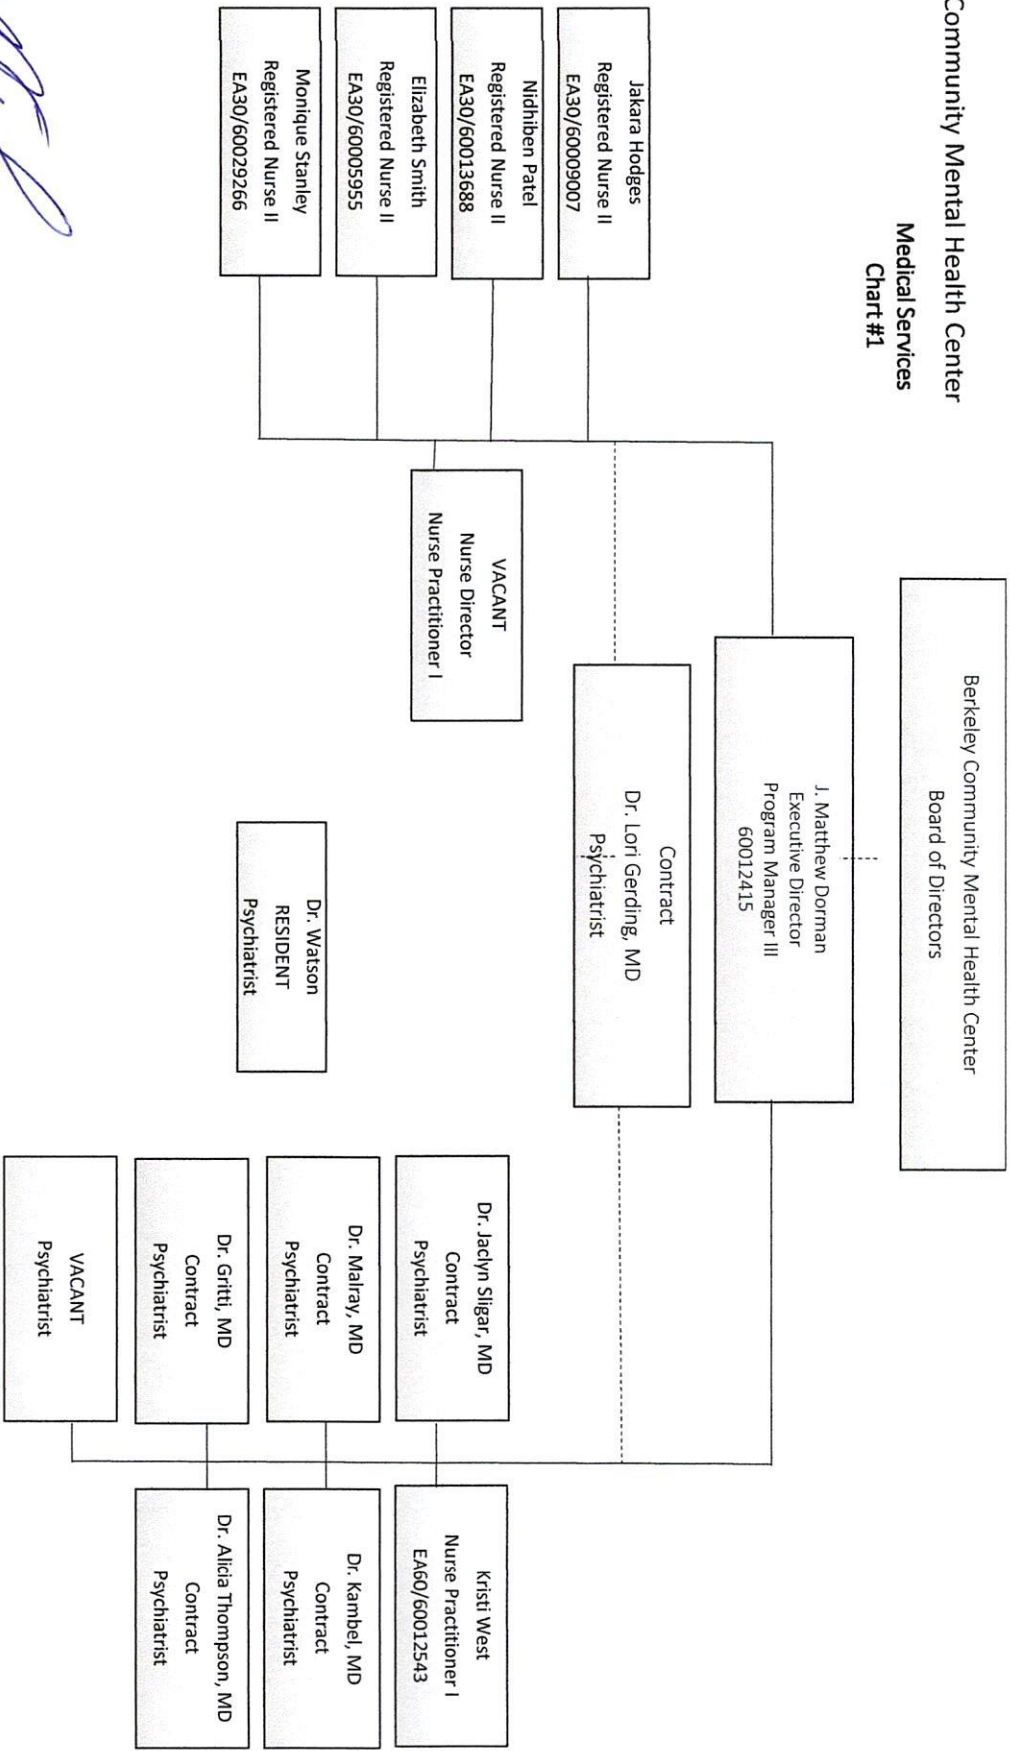 Community Mental Health Center
Medical Services
Chart #1
Berkeley Community Mental Health Center
Board of Directors
J. Matthew Dorman
Executive Director
Program Manager III
60012415
Contract
Dr. Lori Gerding, MD
Psychiatrist
Jakara Hodges
Registered Nurse II
EA30/60009007
Nidhiben Patel
Registered Nurse II
EA30/60013688
Elizabeth Smith
Registered Nurse II
EA30/60005955
Monique Stanley
Registered Nurse II
EA30/60029266
VACANT
Nurse Director
Nurse Practitioner I
Dr. Watson
RESIDENT
Psychiatrist
Dr. Jaclyn Sligar, MD
Contract
Psychiatrist
Kristi West
Nurse Practitioner I
EA60/60012543
Dr. Malray, MD
Contract
Psychiatrist
Dr. Kambel, MD
Contract
Psychiatrist
Dr. Gritti, MD
Contract
Psychiatrist
Dr. Alicia Thompson, MD
Contract
Psychiatrist
VACANT
Psychiatrist